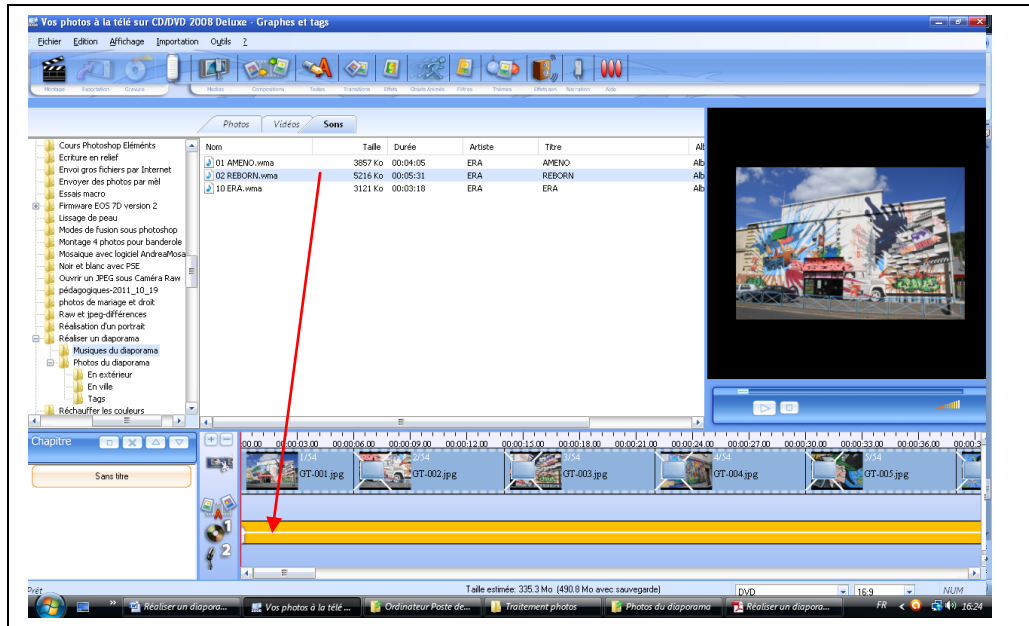 Vos photos à la télé sur CD/DVD 2008 Deluxe - Graphes et tags
Fichier Edition Affichage Importation Outils ?
Montage Exportation Gravure Medias Compositions Textes Transitions Effets Objets Animés Filtres Thèmes Effets son Narration Aide
Photos Vidéos Sons
Cours Photoshop Eléménts
Ecriture en relief
Envoi gros fichiers par Internet
Envoyer des photos par mèl
Essais macro
Firmware EOS 7D version 2
Lissage de peau
Modes de fusion sous photoshop
Montage 4 photos pour banderole
Mosaique avec logiciel AndreaMosa
Noir et blanc avec PSE
Ouvrir un JPEG sous Caméra Raw
pédagogiques-2011_10_19
photos de mariage et droit
Raw et jpeg-différences
Réalisation d'un portrait
Réaliser un diaporama
Musiques du diaporama
Photos du diaporama
En extérieur
En ville
Tags
Réchauffer les couleurs
Nom Taille Durée Artiste Titre Alb
01 AMENO.wma 3857 Ko 00:04:05 ERA AMENO Alb
02 REBORN.wma 5216 Ko 00:05:31 ERA REBORN Alb
10 ERA.wma 3121 Ko 00:03:18 ERA ERA Alb
Chapitre
Sans titre
:00.00 00:00:03.00 00:00:06.00 00:00:09.00 00:00:12.00 00:00:15.00 00:00:18.00 00:00:21.00 00:00:24.00 00:00:27.00 00:00:30.00 00:00:33.00 00:00:36.00 00:00:3
1/54 2/54 3/54 4/54 5/54
GT-001.jpg GT-002.jpg GT-003.jpg GT-004.jpg GT-005.jpg
A
1
2
Prêt Taille estimée: 335.3 Mo (490.8 Mo avec sauvegarde) DVD 16:9 NUM
» Réaliser un diapora... Vos photos à la télé ... Ordinateur Poste de... Traitement photos Photos du diaporama Réaliser un diapora... FR < 16:24